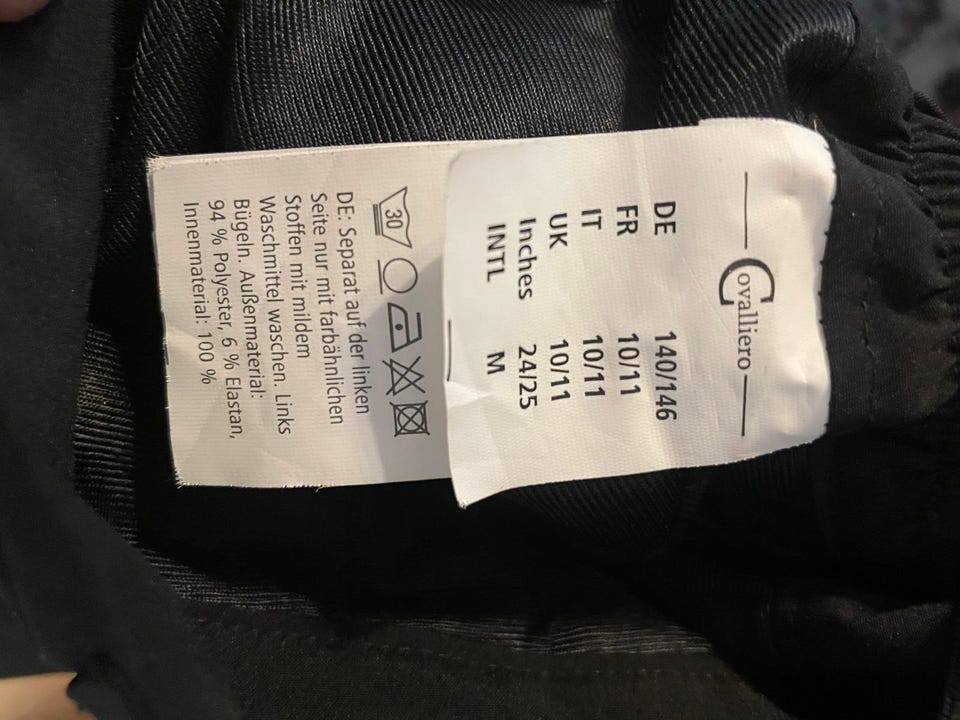 Covalliero
DE 140/146
FR 10/11
IT 10/11
UK 10/11
Inches 24/25
INTL M
30
DE: Separat auf der linken
Seite nur mit farbähnlichen
Stoffen mit mildem
Waschmittel waschen. Links
Bügeln. Außenmaterial:
94 % Polyester, 6 % Elastan,
Innenmaterial: 100 %